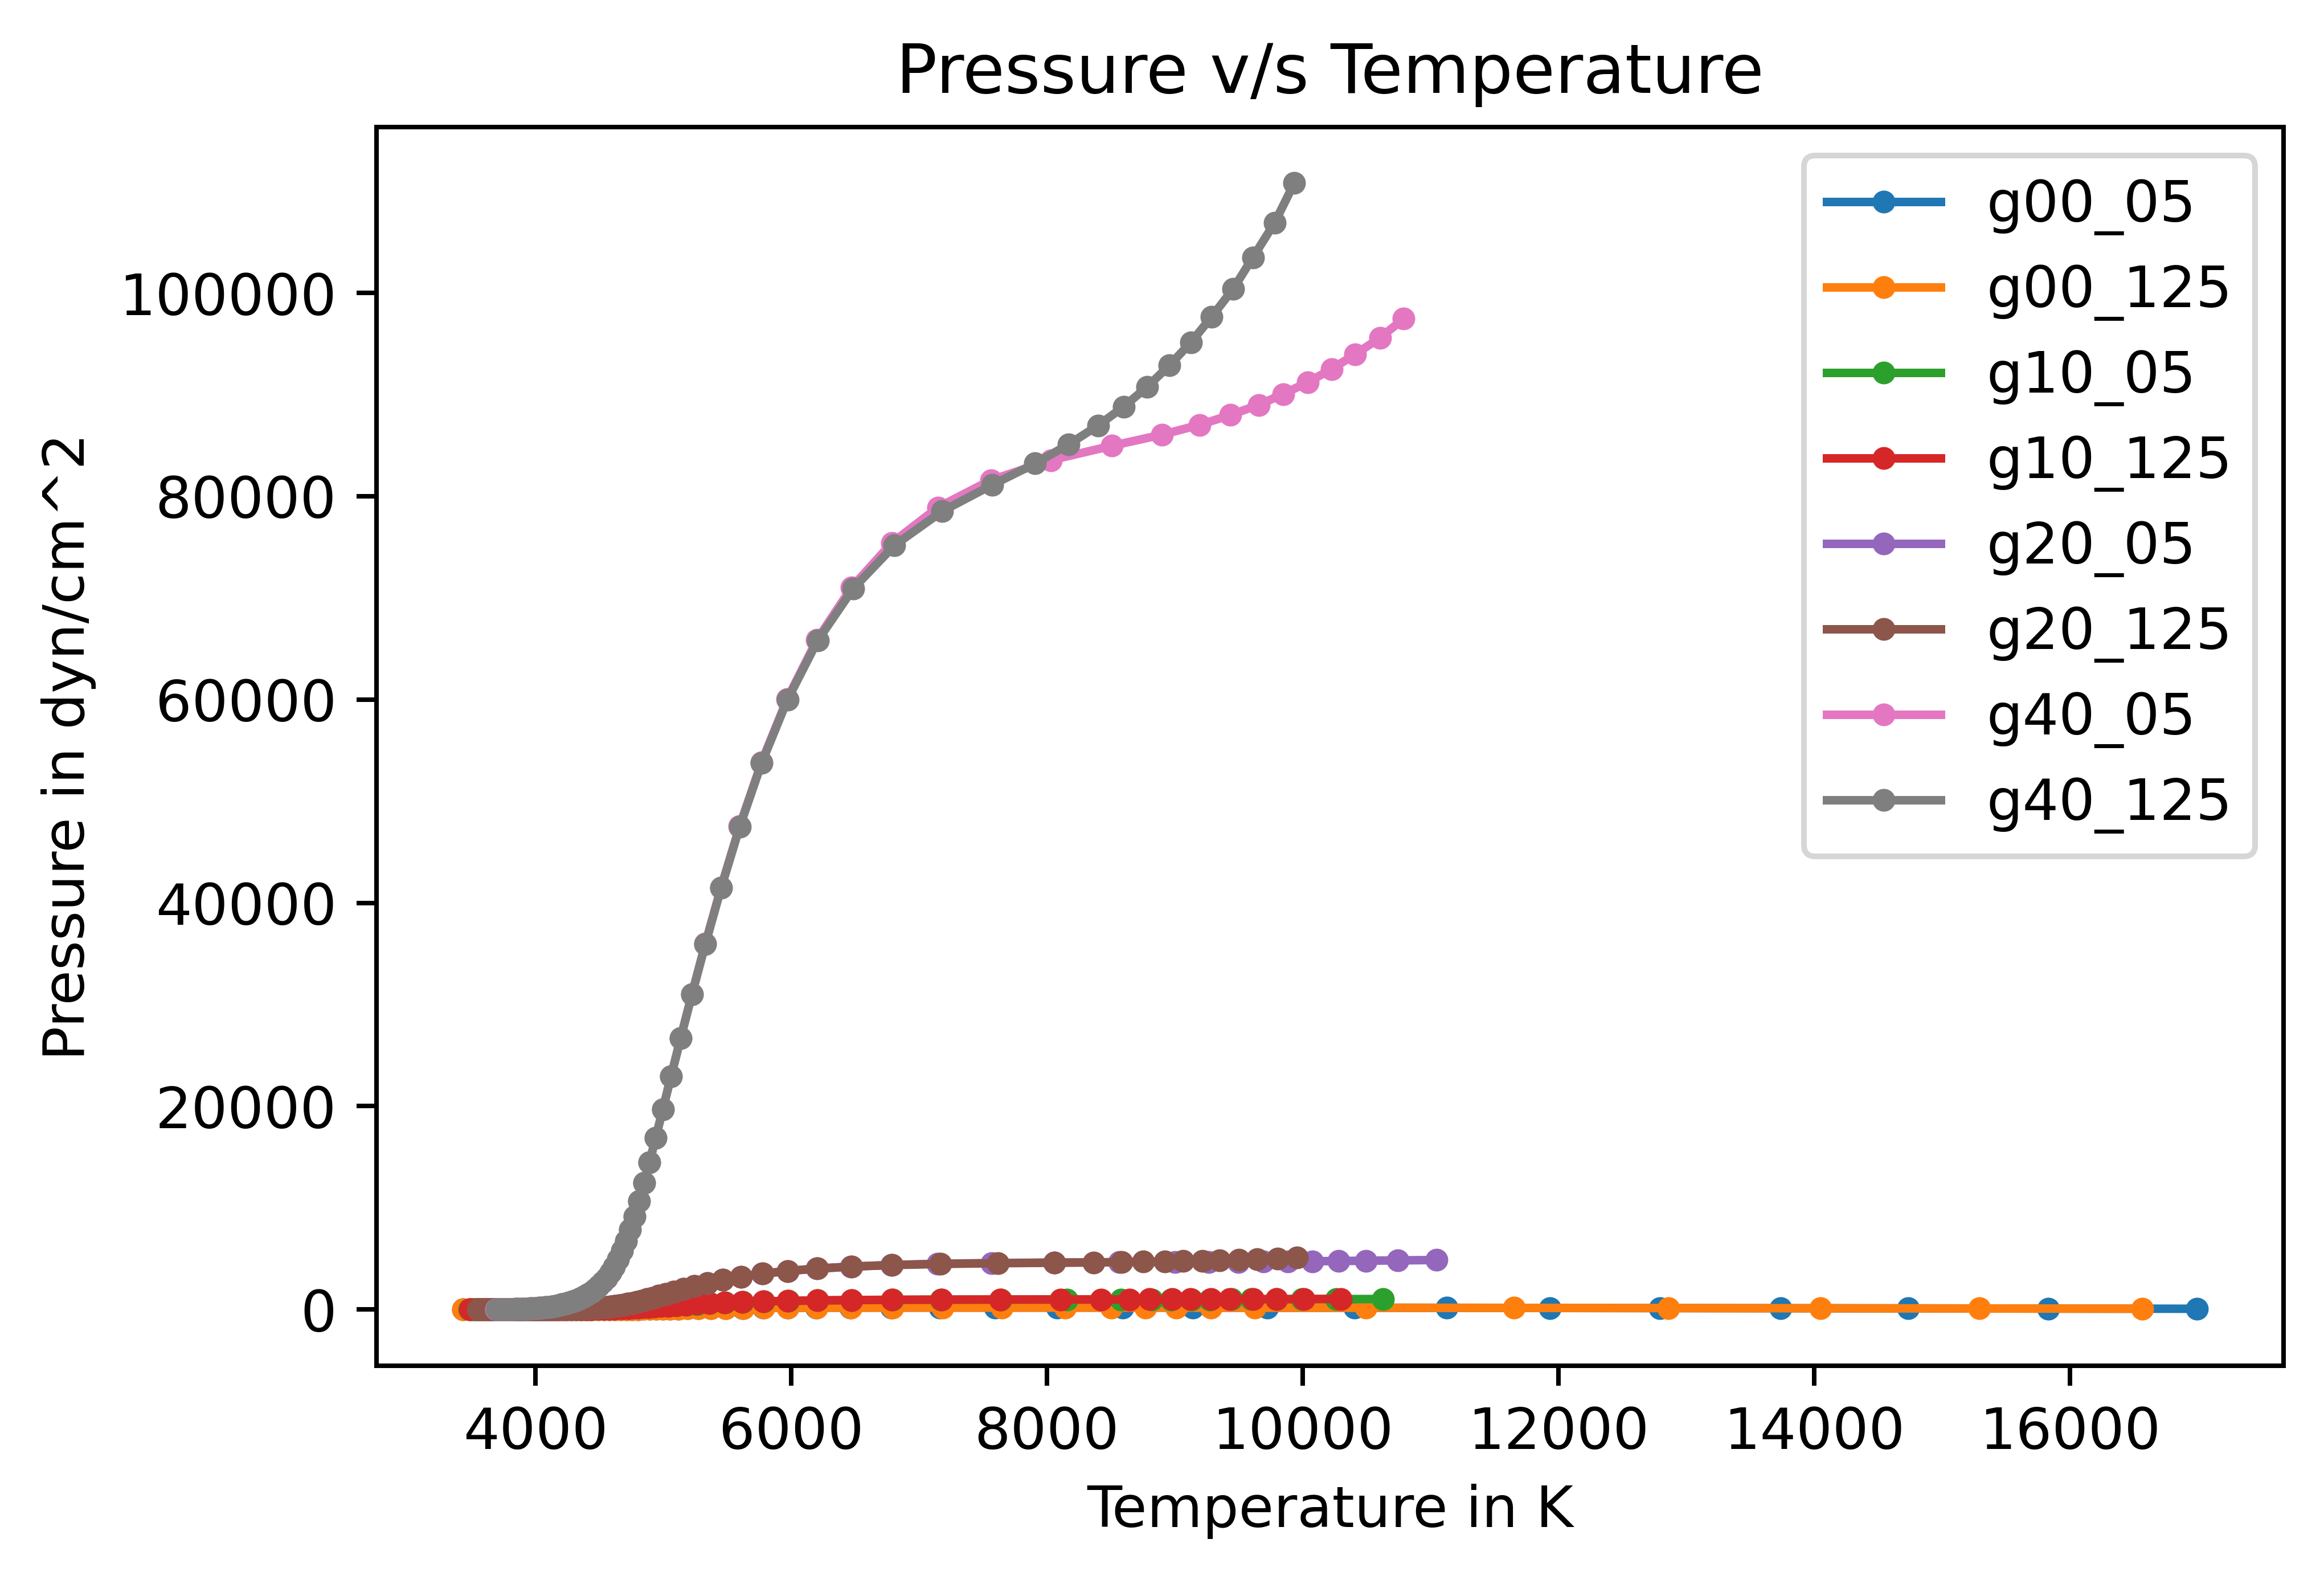 Pressure v/s Temperature
Pressure in dyn/cm^2
100000
80000
60000
40000
20000
0
g00_05
g00_125
g10_05
g10_125
g20_05
g20_125
g40_05
g40_125
4000 6000 8000 10000 12000 14000 16000
Temperature in K